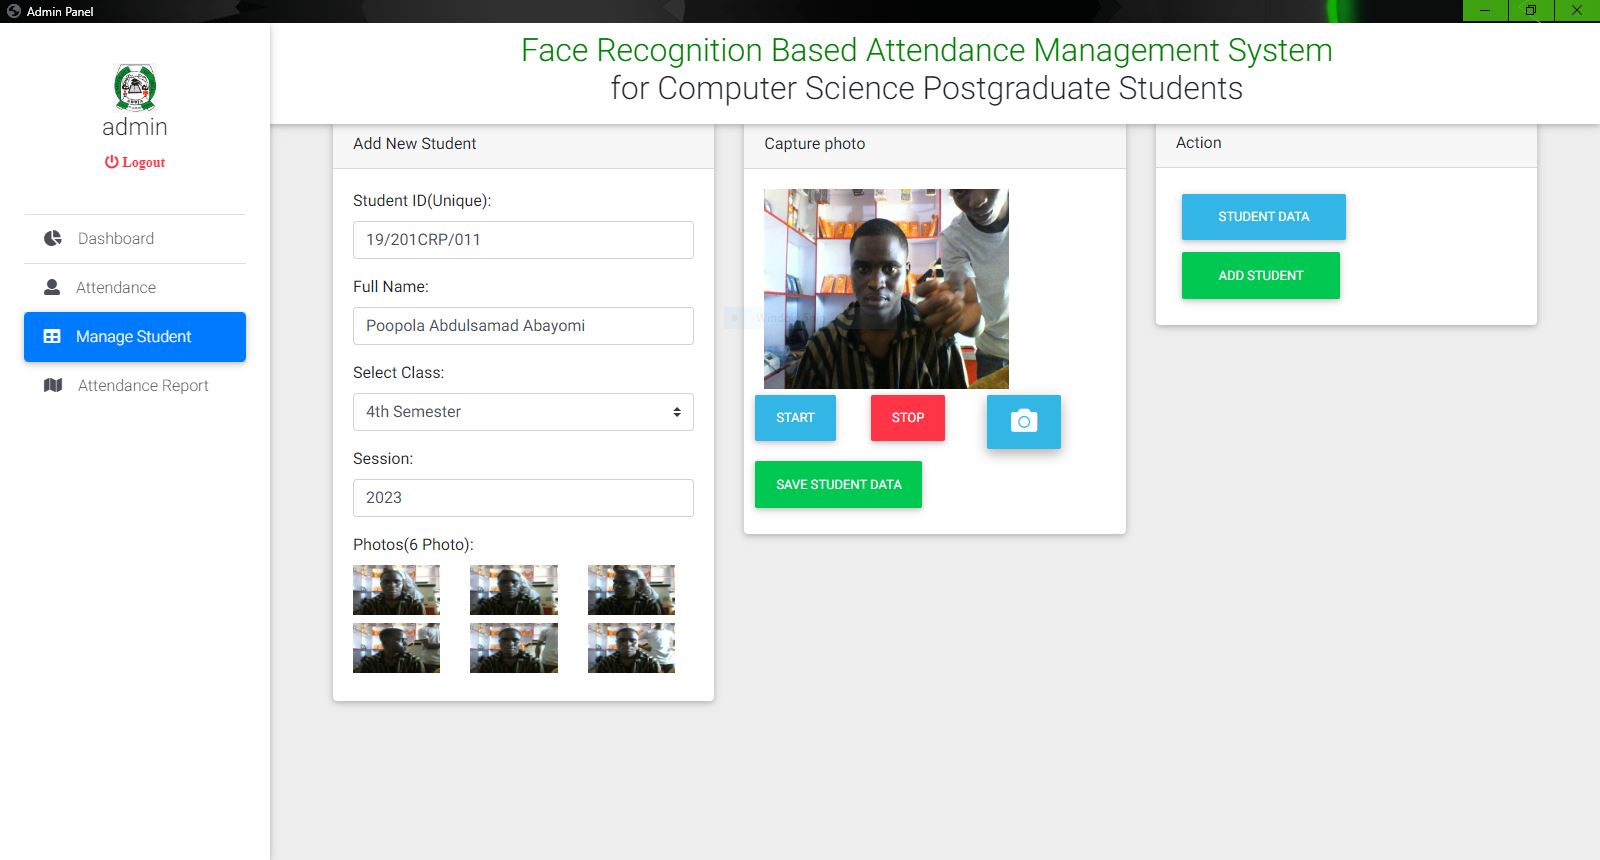 Admin Panel
Face Recognition Based Attendance Management System
for Computer Science Postgraduate Students
admin
Logout
Dashboard
Attendance
Manage Student
Attendance Report
Add New Student
Student ID(Unique):
19/201CRP/011
Full Name:
Poopola Abdulsamad Abayomi
Select Class:
4th Semester
Session:
2023
Photos(6 Photo):
Capture photo
START
STOP
SAVE STUDENT DATA
Action
STUDENT DATA
ADD STUDENT